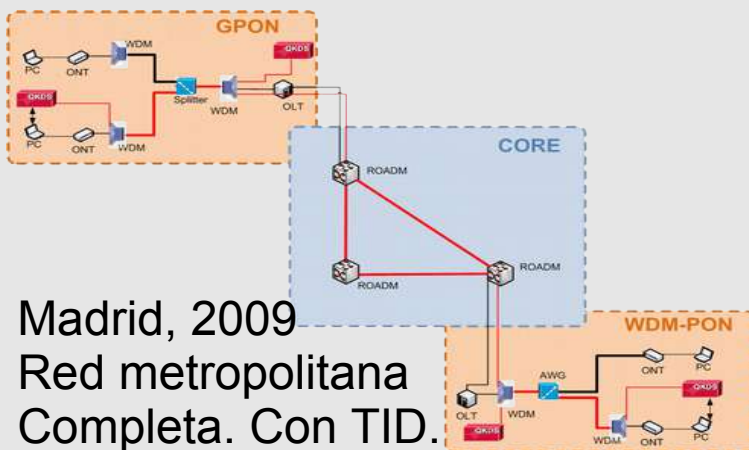 GPON
WDM
QKDS
PC
ONT
Splitter
WDM
OLT
QKDS
PC
ONT
WDM
CORE
ROADM
ROADM
ROADM
Madrid, 2009
Red metropolitana
Completa. Con TID.
WDM-PON
AWG
ONT
PC
QKDS
OLT
WDM
QKDS
WDM
ONT
PC